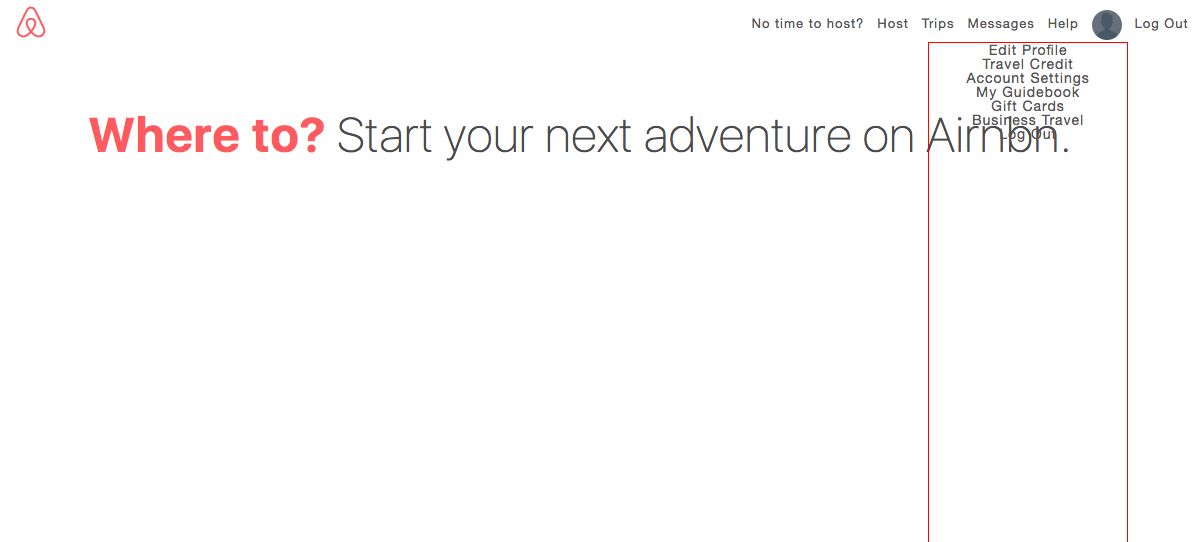 No time to host? Host Trips Messages Help Log Out
Edit Profile
Travel Credit
Account Settings
My Guidebook
Gift Cards
Business Travel
Log Out
Where to? Start your next adventure on Airnbn.